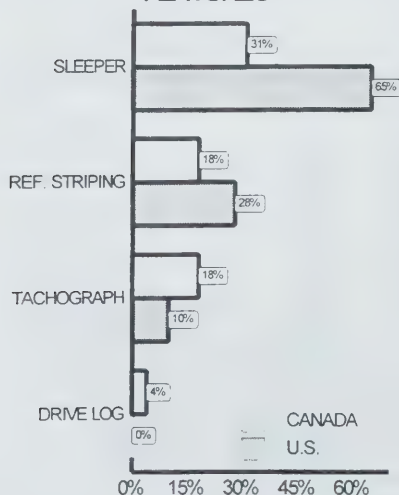 31%
SLEEPER
65%
18%
REF. STRIPING
28%
18%
TACHOGRAPH
10%
4%
DRIVE LOG
0%
CANADA
U.S.
0% 15% 30% 45% 60%